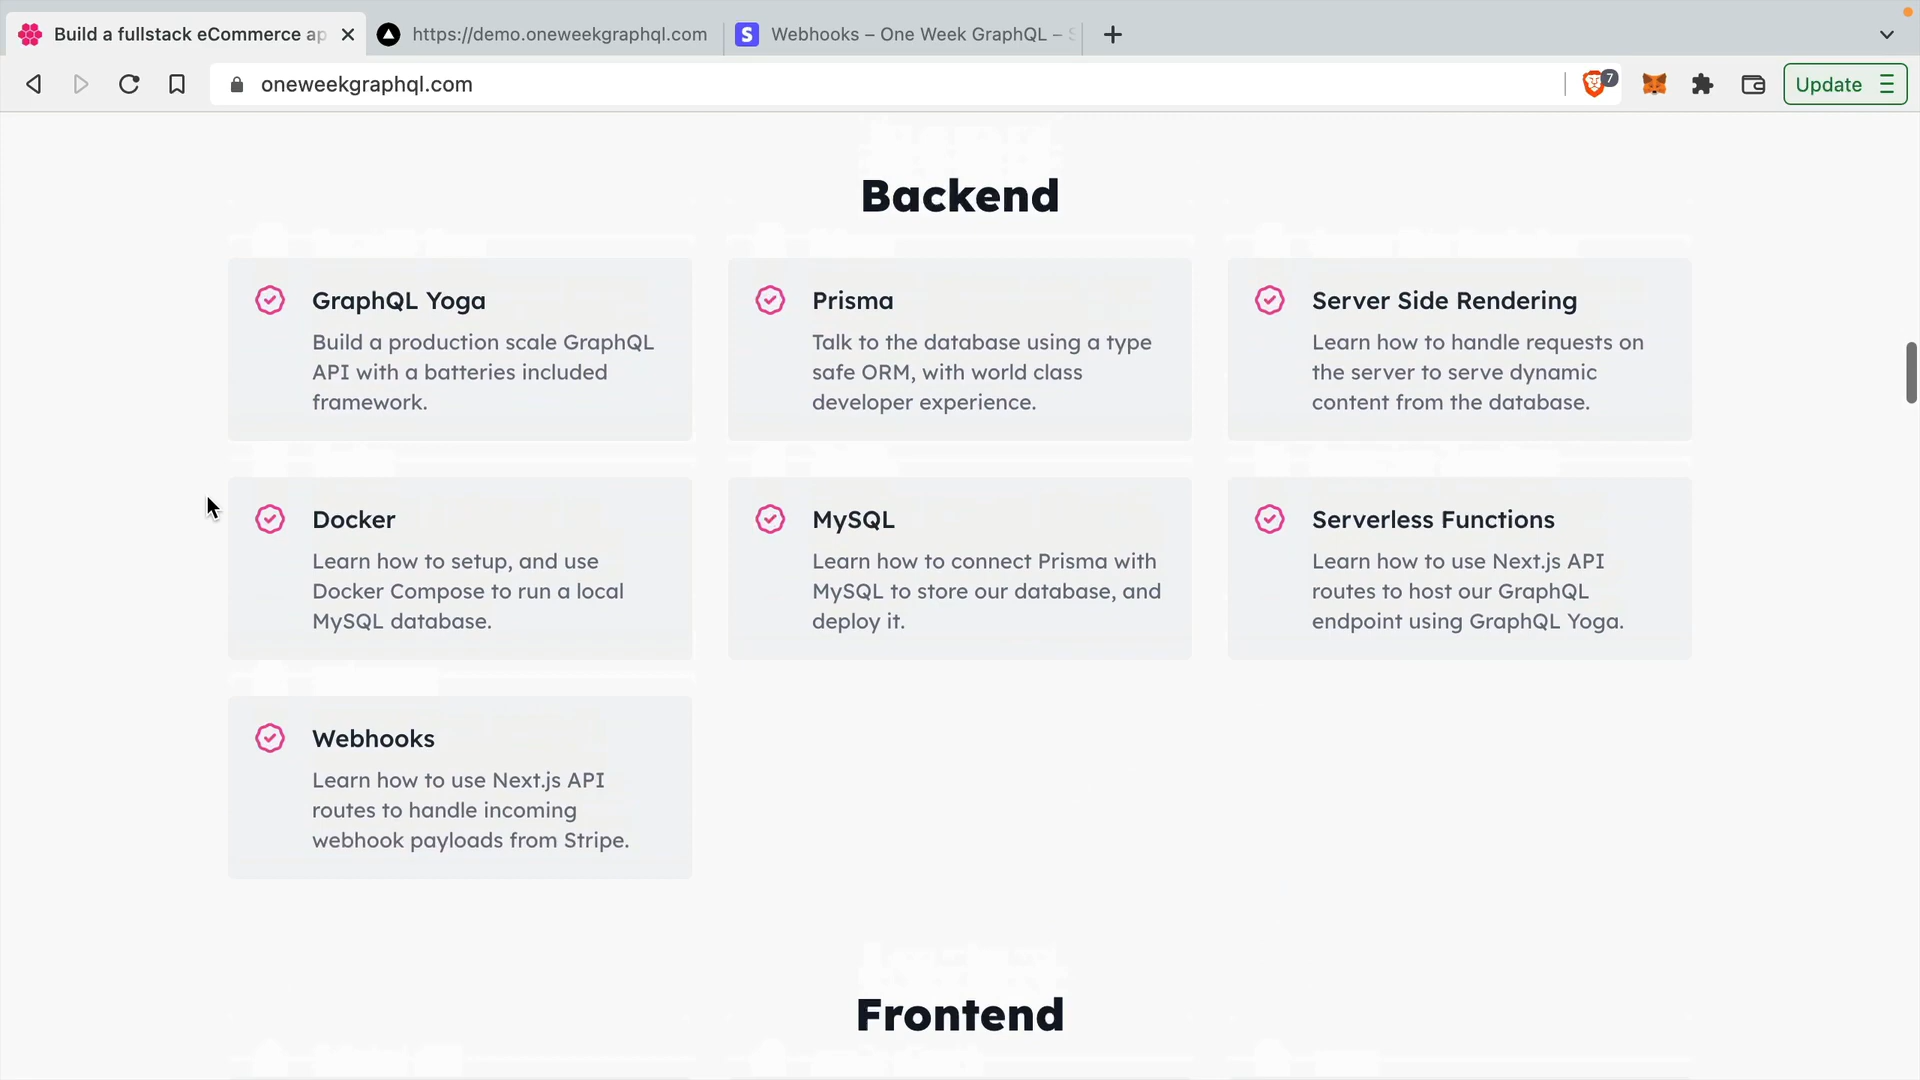 Build a fullstack eCommerce ap
https://demo.oneweekgraphql.com
Webhooks – One Week GraphQL –
oneweekgraphql.com
7
Update
Backend
GraphQL Yoga
Build a production scale GraphQL
API with a batteries included
framework.
Prisma
Talk to the database using a type
safe ORM, with world class
developer experience.
Server Side Rendering
Learn how to handle requests on
the server to serve dynamic
content from the database.
Docker
Learn how to setup, and use
Docker Compose to run a local
MySQL database.
MySQL
Learn how to connect Prisma with
MySQL to store our database, and
deploy it.
Serverless Functions
Learn how to use Next.js API
routes to host our GraphQL
endpoint using GraphQL Yoga.
Webhooks
Learn how to use Next.js API
routes to handle incoming
webhook payloads from Stripe.
Frontend